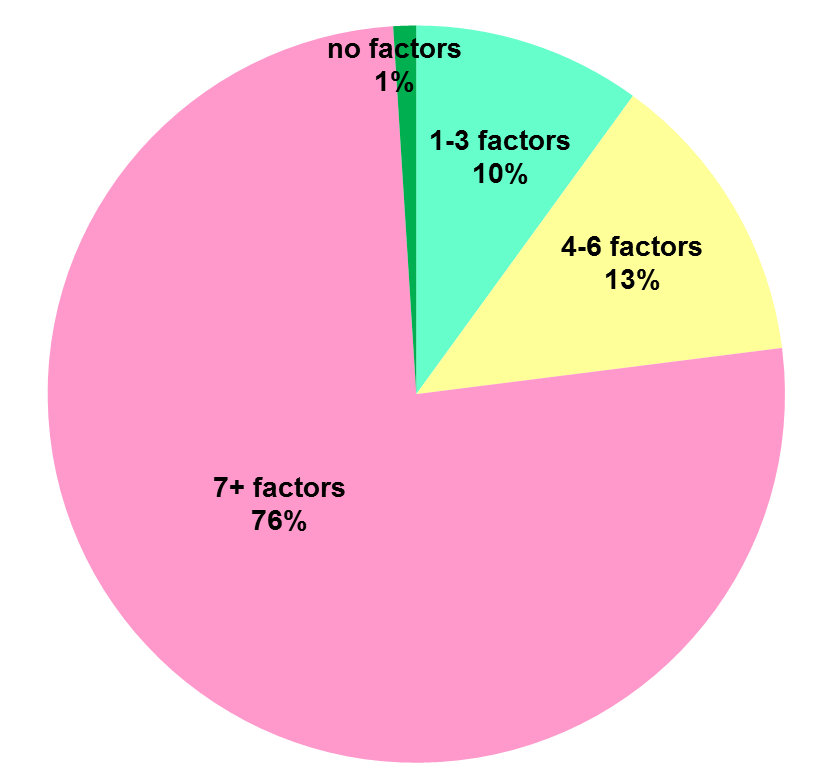 no factors
1%
1-3 factors
10%
4-6 factors
13%
7+ factors
76%